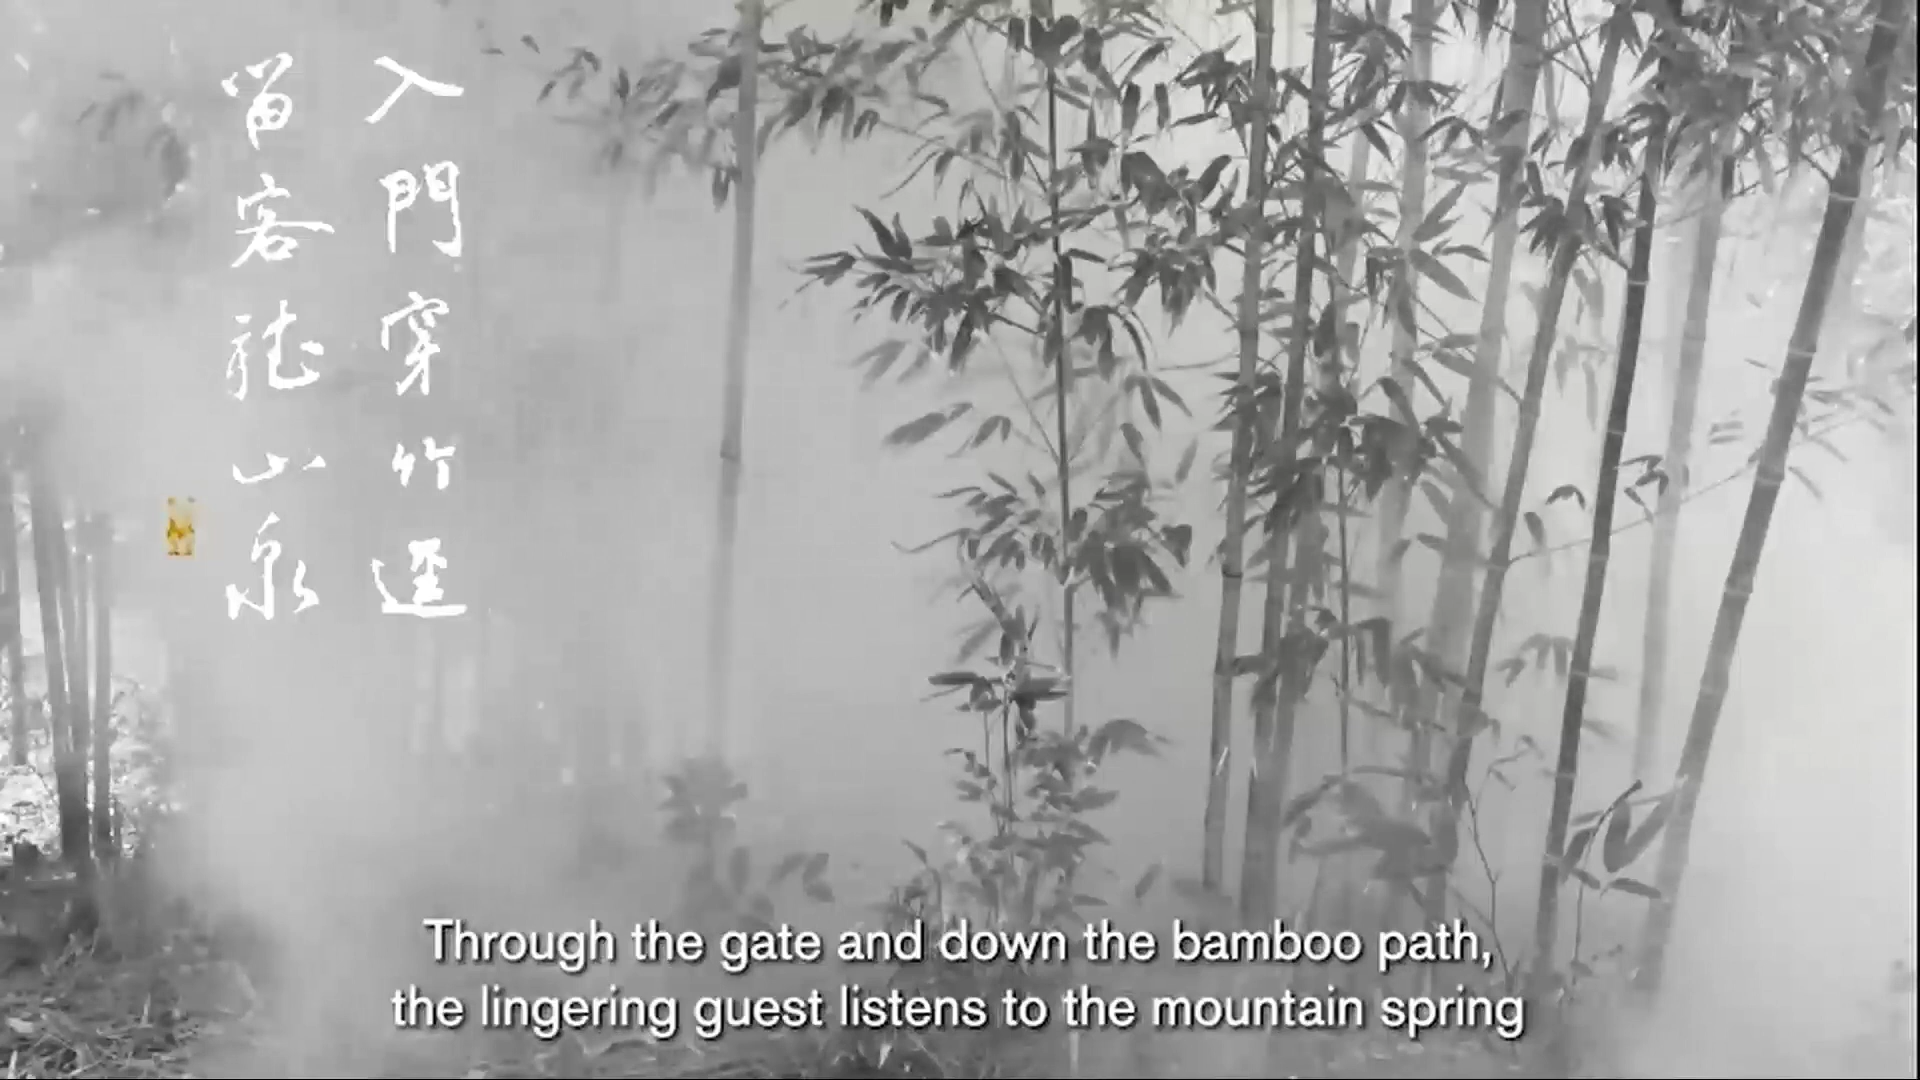 入門穿竹逕
留客聽山泉
Through the gate and down the bamboo path,
the lingering guest listens to the mountain spring